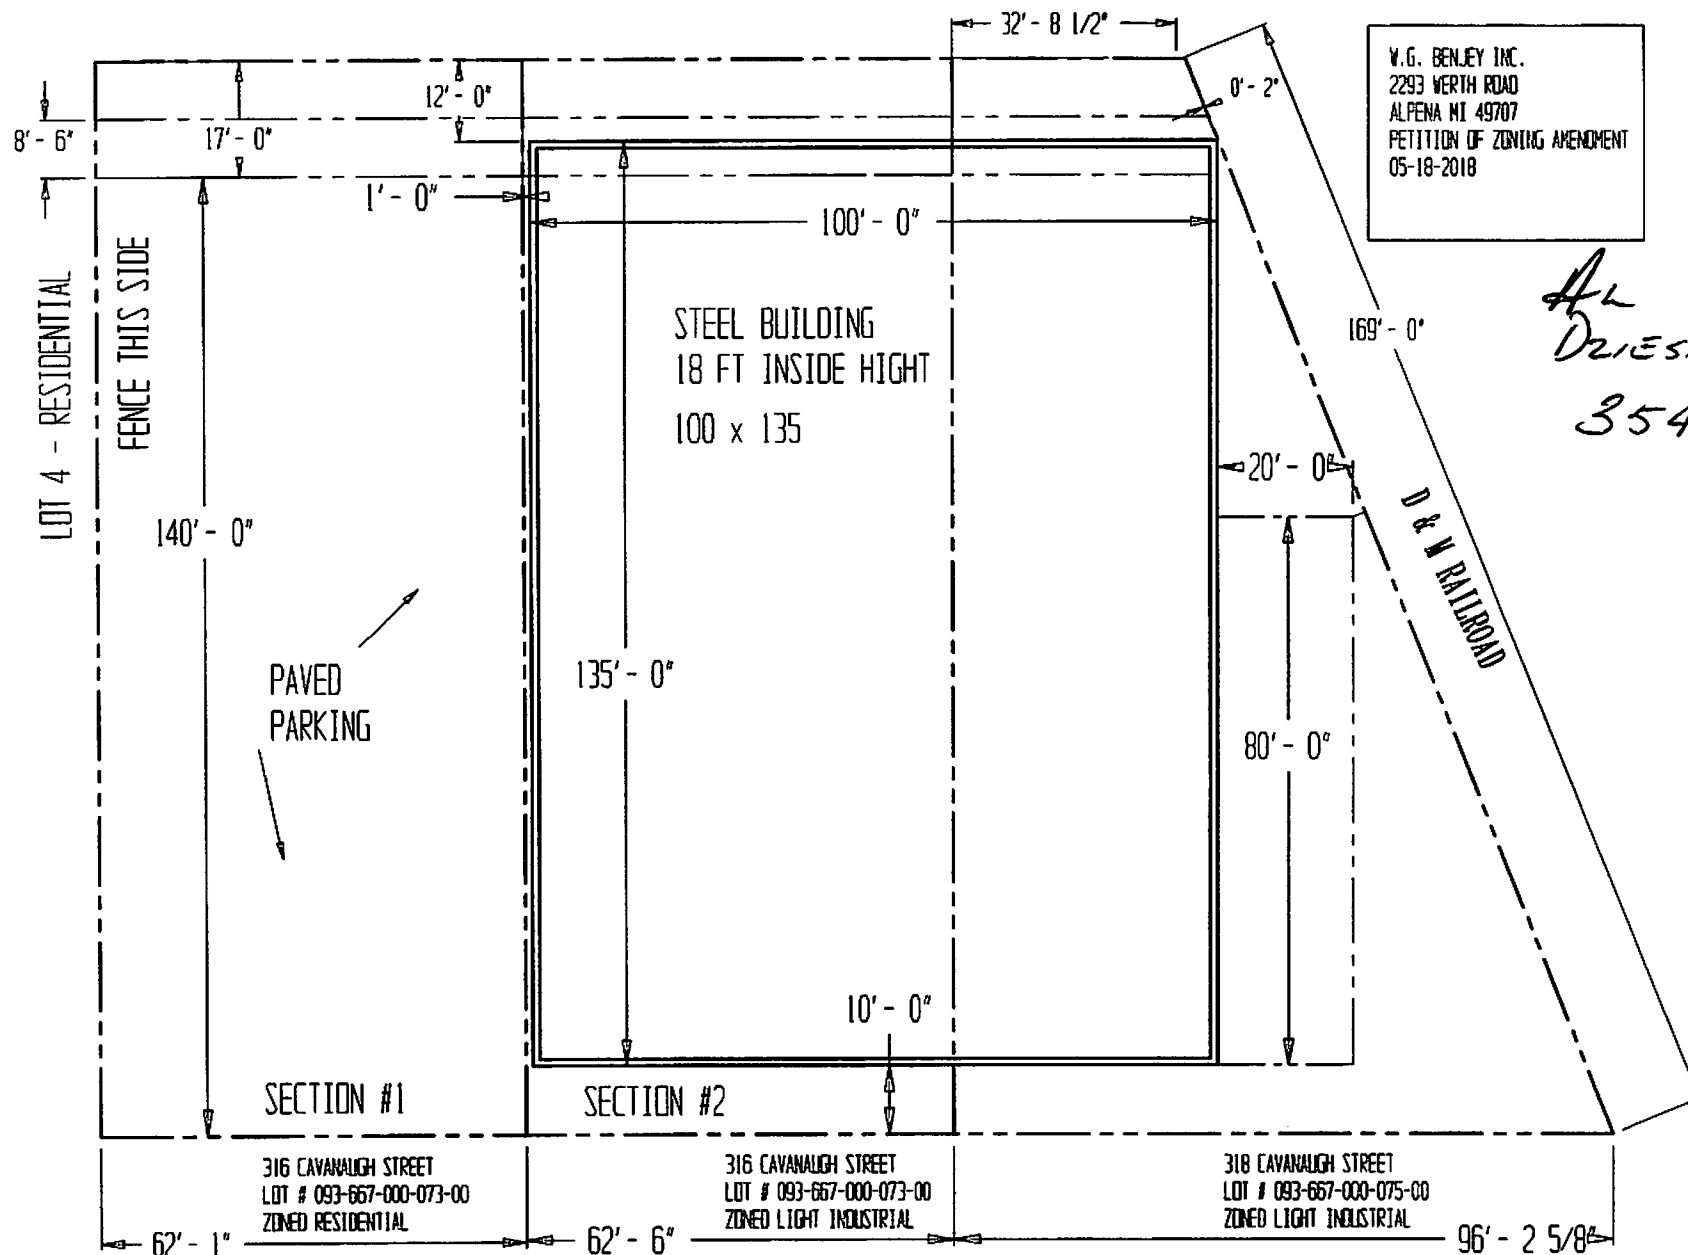 32' - 8 1/2"
W.G. BENJEY INC.
2293 WERTH ROAD
ALPENA MI 49707
PETITION OF ZONING AMENDMENT
05-18-2018
12' - 0"
0' - 2"
8' - 6"
17' - 0"
1' - 0"
100' - 0"
LOT 4 - RESIDENTIAL
FENCE THIS SIDE
STEEL BUILDING
18 FT INSIDE HIGHT
100 x 135
169' - 0"
AL
354
20' - 0"
140' - 0"
D & M RAILROAD
PAVED
PARKING
135' - 0"
80' - 0"
10' - 0"
SECTION #1
SECTION #2
316 CAVANAUGH STREET
LOT # 093-667-000-073-00
ZONED RESIDENTIAL
316 CAVANAUGH STREET
LOT # 093-667-000-073-00
ZONED LIGHT INDUSTRIAL
318 CAVANAUGH STREET
LOT # 093-667-000-075-00
ZONED LIGHT INDUSTRIAL
62' - 1"
62' - 6"
96' - 2 5/8"